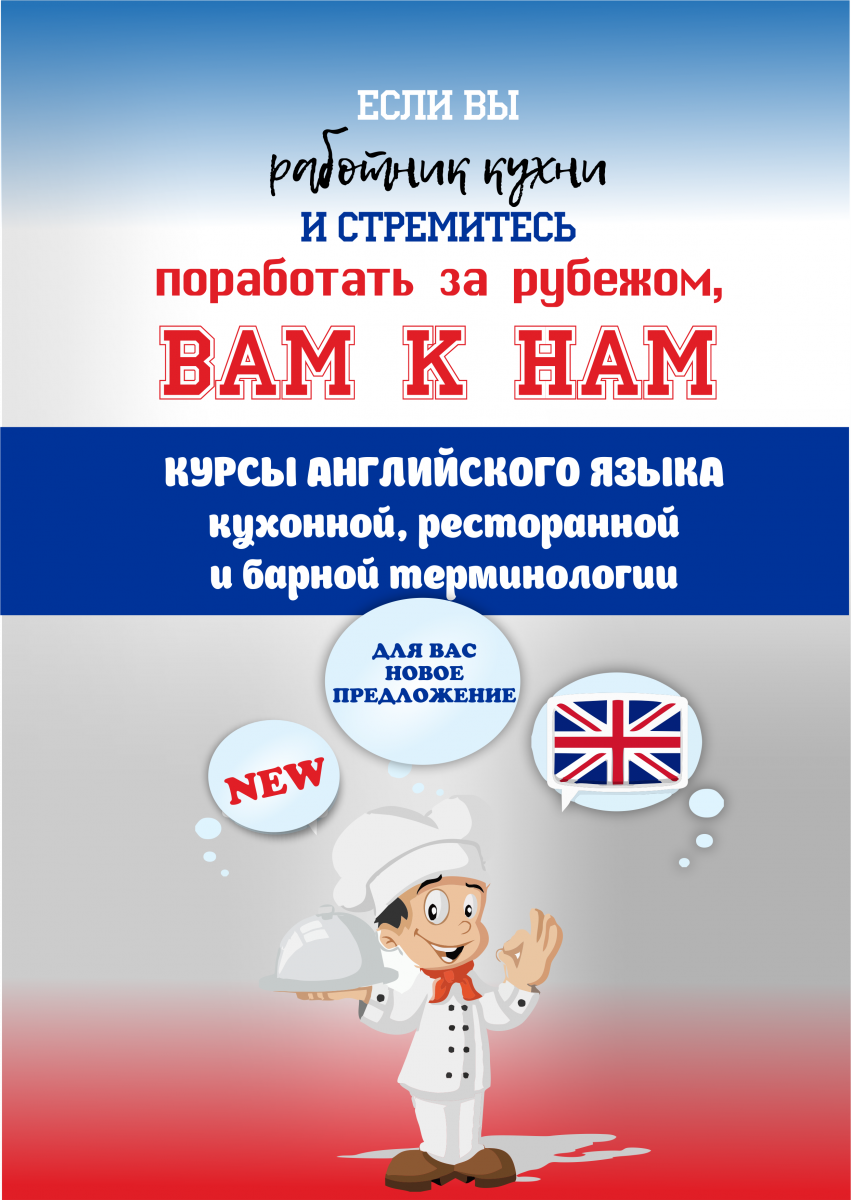 ЕСЛИ ВЫ
работник кухни
И СТРЕМИТЕСЬ
поработать за рубежом,
ВАМ К НАМ
КУРСЫ АНГЛИЙСКОГО ЯЗЫКА
кухонной, ресторанной
и барной терминологии
ДЛЯ ВАС
НОВОЕ
ПРЕДЛОЖЕНИЕ
NEW